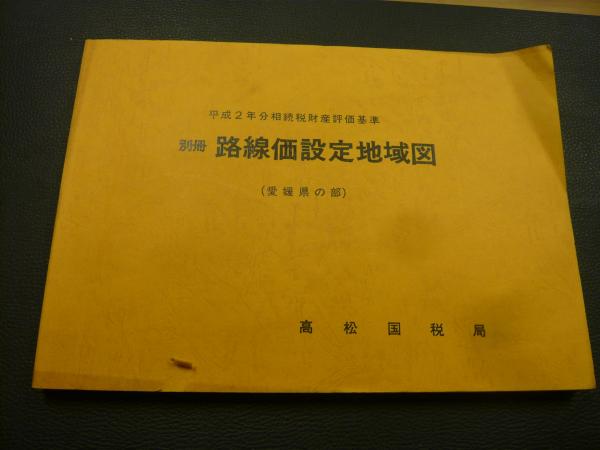 平成2年分相続税財産評価基準
別冊 路線価設定地域図
(愛媛県の部)
高松国税局